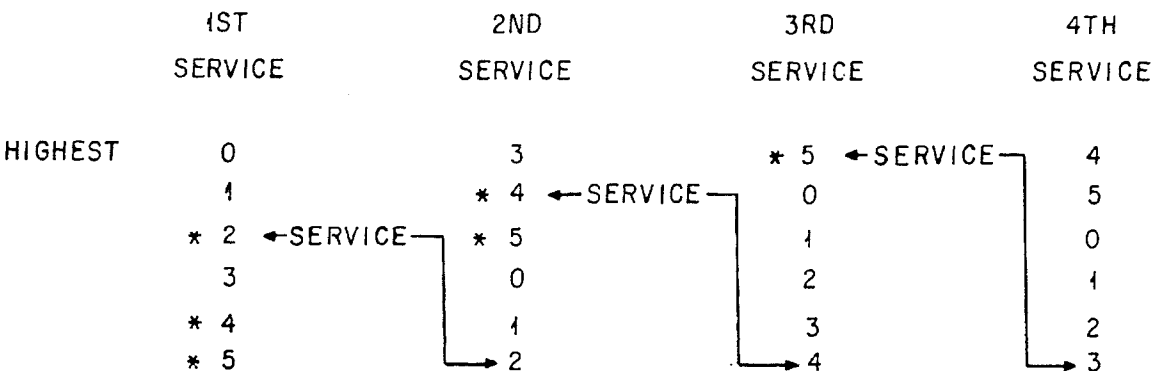 1ST 2ND 3RD 4TH
SERVICE SERVICE SERVICE SERVICE
HIGHEST 0 3 * 5 ←SERVICE 4
1 * 4 ←SERVICE 0 5
* 2 ←SERVICE * 5 1 0
3 0 2 1
* 4 1 3 2
* 5 2 4 3